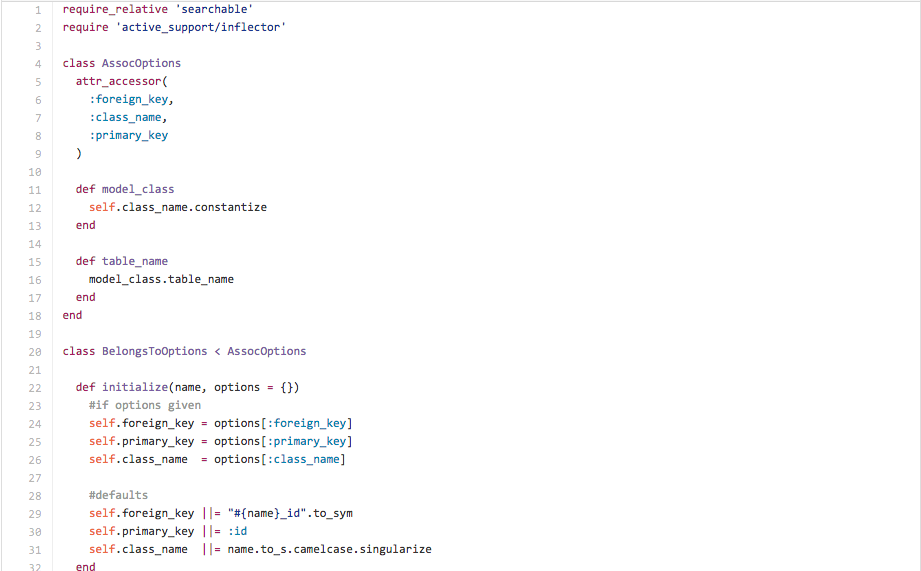 1 require_relative 'searchable'
2 require 'active_support/inflector'
3
4 class AssocOptions
5   attr_accessor(
6     :foreign_key,
7     :class_name,
8     :primary_key
9   )
10
11   def model_class
12     self.class_name.constantize
13   end
14
15   def table_name
16     model_class.table_name
17   end
18 end
19
20 class BelongsToOptions < AssocOptions
21
22   def initialize(name, options = {})
23     #if options given
24     self.foreign_key = options[:foreign_key]
25     self.primary_key = options[:primary_key]
26     self.class_name  = options[:class_name]
27
28     #defaults
29     self.foreign_key ||= "#{name}_id".to_sym
30     self.primary_key ||= :id
31     self.class_name  ||= name.to_s.camelcase.singularize
32   end